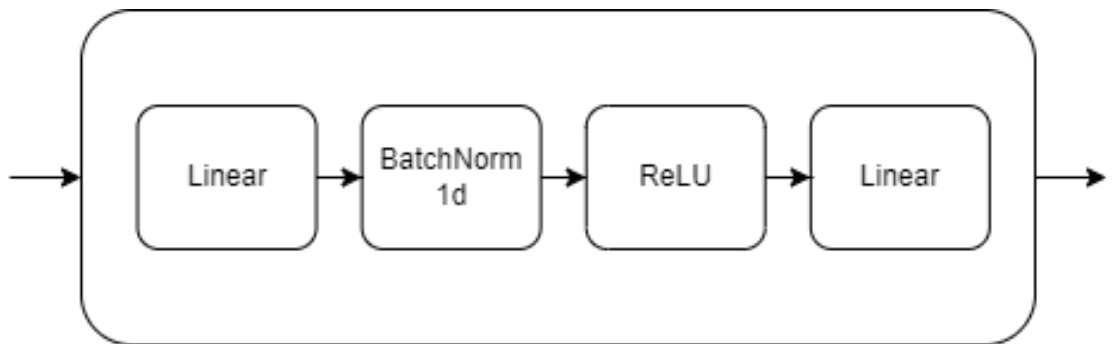 Linear
BatchNorm
1d
ReLU
Linear